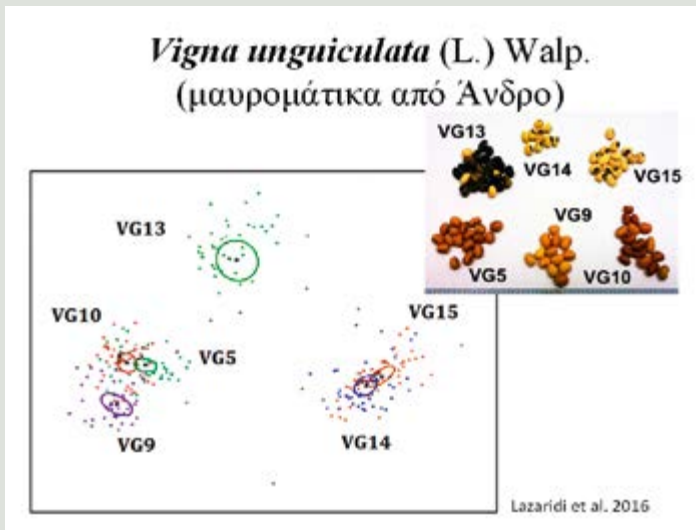 Vigna unguiculata (L.) Walp.
(μαυρομάτικα από Άνδρο)
VG13
VG14
VG15
VG5
VG9
VG10
VG13
VG10
VG5
VG9
VG15
VG14
Lazaridi et al. 2016